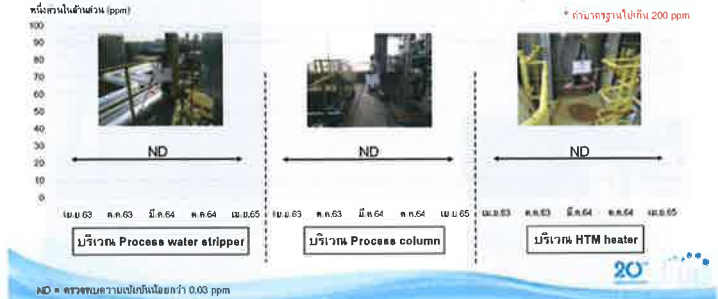 หนึ่งส่วนในล้านส่วน (ppm)
* ค่ามาตรฐานไม่เกิน 200 ppm
100
90
80
70
60
50
40
30
20
10
0
ND ND ND
เม.ย.63 ต.ค.63 มี.ค.64 ต.ค.64 เม.ย.65 เม.ย.63 ต.ค.63 มี.ค.64 ต.ค.64 เม.ย.65 เม.ย.63 ต.ค.63 มี.ค.64 ต.ค.64 เม.ย.65
บริเวณ Process water stripper บริเวณ Process column บริเวณ HTM heater
20
ND = ตรวจพบความเข้มข้นน้อยกว่า 0.03 ppm